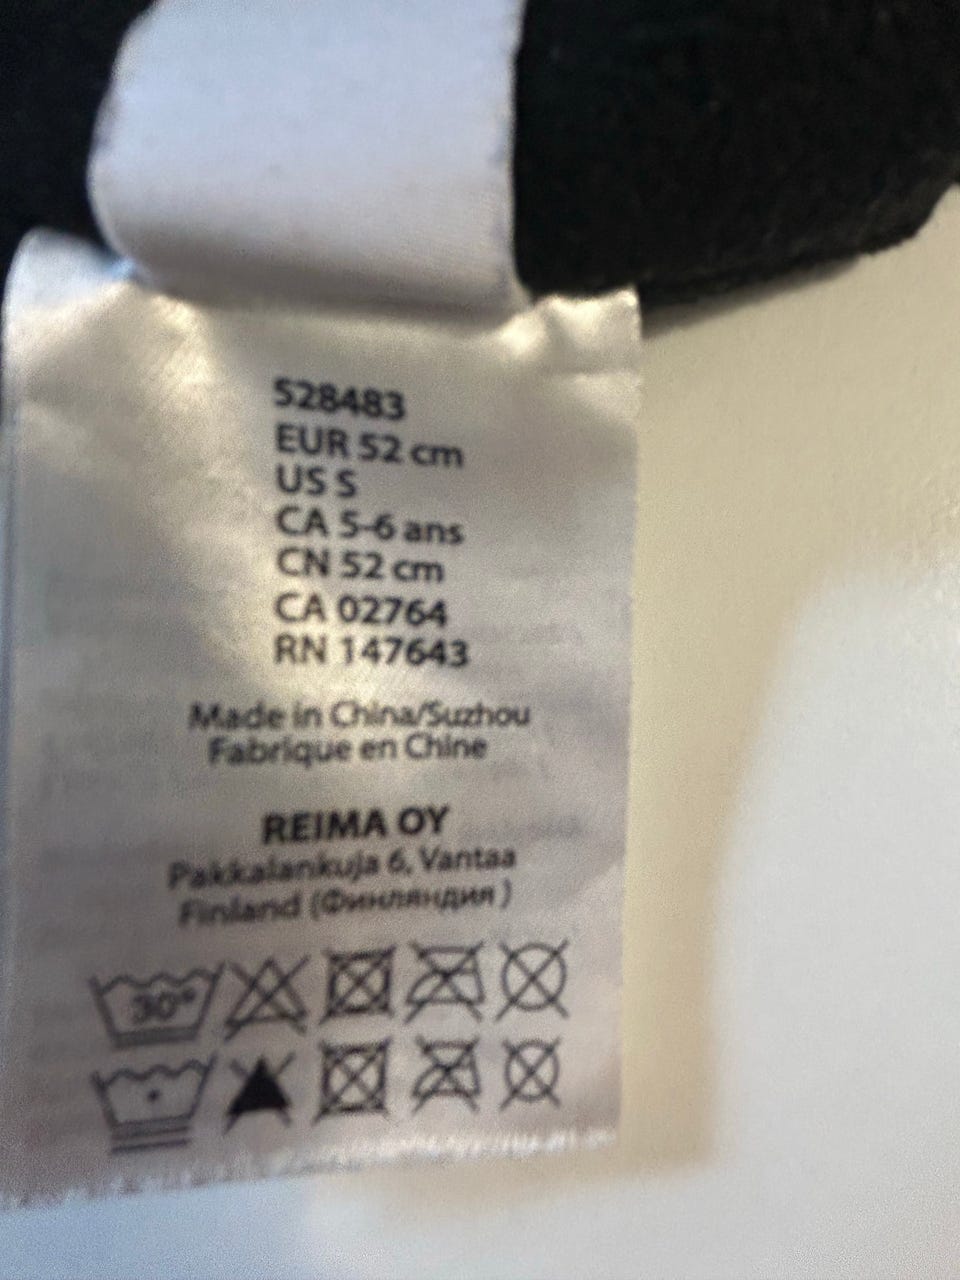 528483
EUR 52 cm
US S
CA 5-6 ans
CN 52 cm
CA 02764
RN 147643
Made in China/Suzhou
Fabriqué en Chine
REIMA OY
Pakkalankuja 6, Vantaa
Finland (Финляндия )
30°